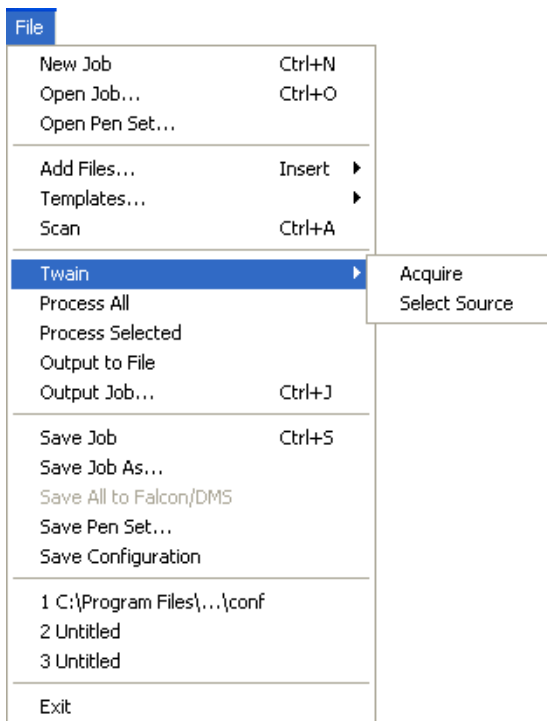 File
New Job Ctrl+N
Open Job... Ctrl+O
Open Pen Set...
Add Files... Insert
Templates...
Scan Ctrl+A
Twain
Acquire
Select Source
Process All
Process Selected
Output to File
Output Job... Ctrl+J
Save Job Ctrl+S
Save Job As...
Save All to Falcon/DMS
Save Pen Set...
Save Configuration
1 C:\Program Files\...\conf
2 Untitled
3 Untitled
Exit